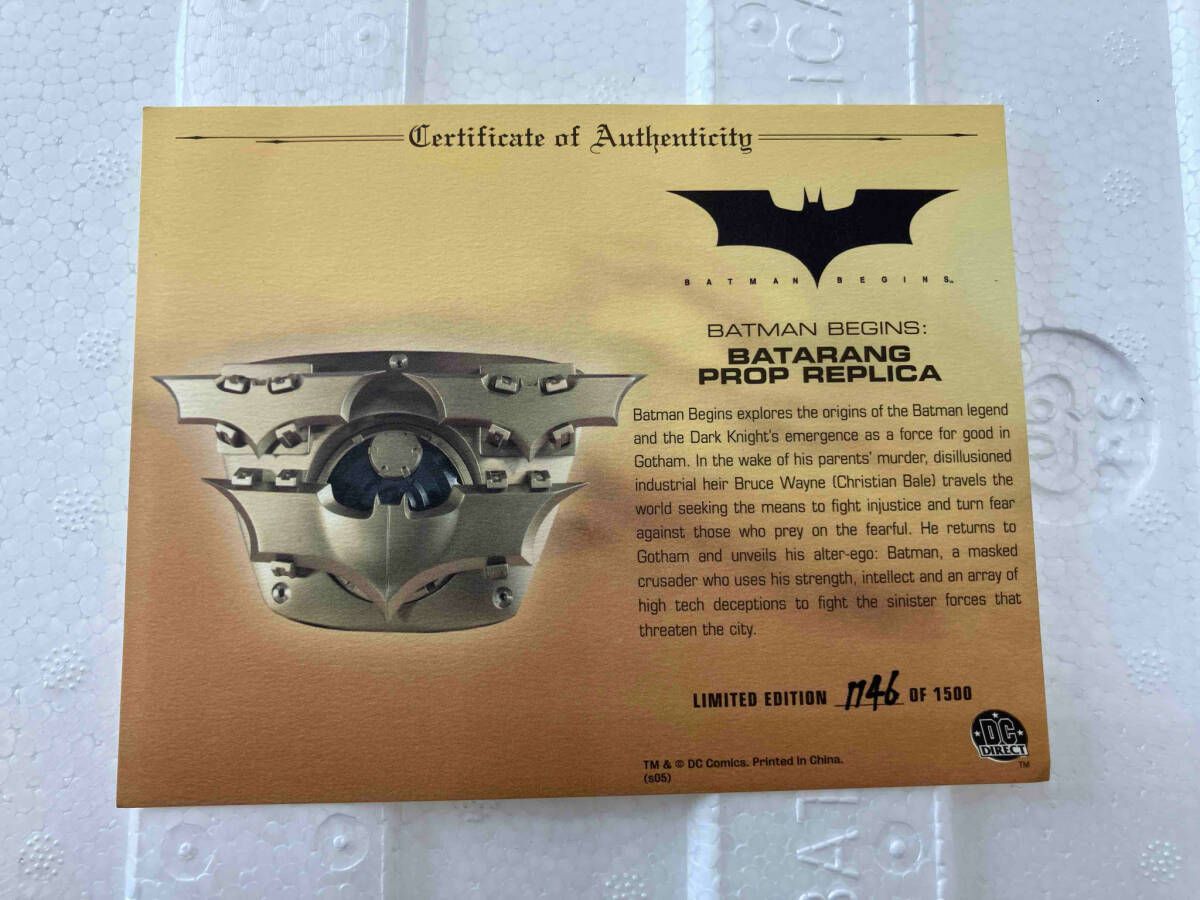 Certificate of Authenticity
BATMAN BEGINS™
BATMAN BEGINS:
BATARANG
PROP REPLICA
Batman Begins explores the origins of the Batman legend
and the Dark Knight's emergence as a force for good in
Gotham. In the wake of his parents' murder, disillusioned
industrial heir Bruce Wayne (Christian Bale) travels the
world seeking the means to fight injustice and turn fear
against those who prey on the fearful. He returns to
Gotham and unveils his alter-ego: Batman, a masked
crusader who uses his strength, intellect and an array of
high tech deceptions to fight the sinister forces that
threaten the city.
LIMITED EDITION 1146 OF 1500
DC
DIRECT
TM
TM & © DC Comics. Printed in China.
(s05)